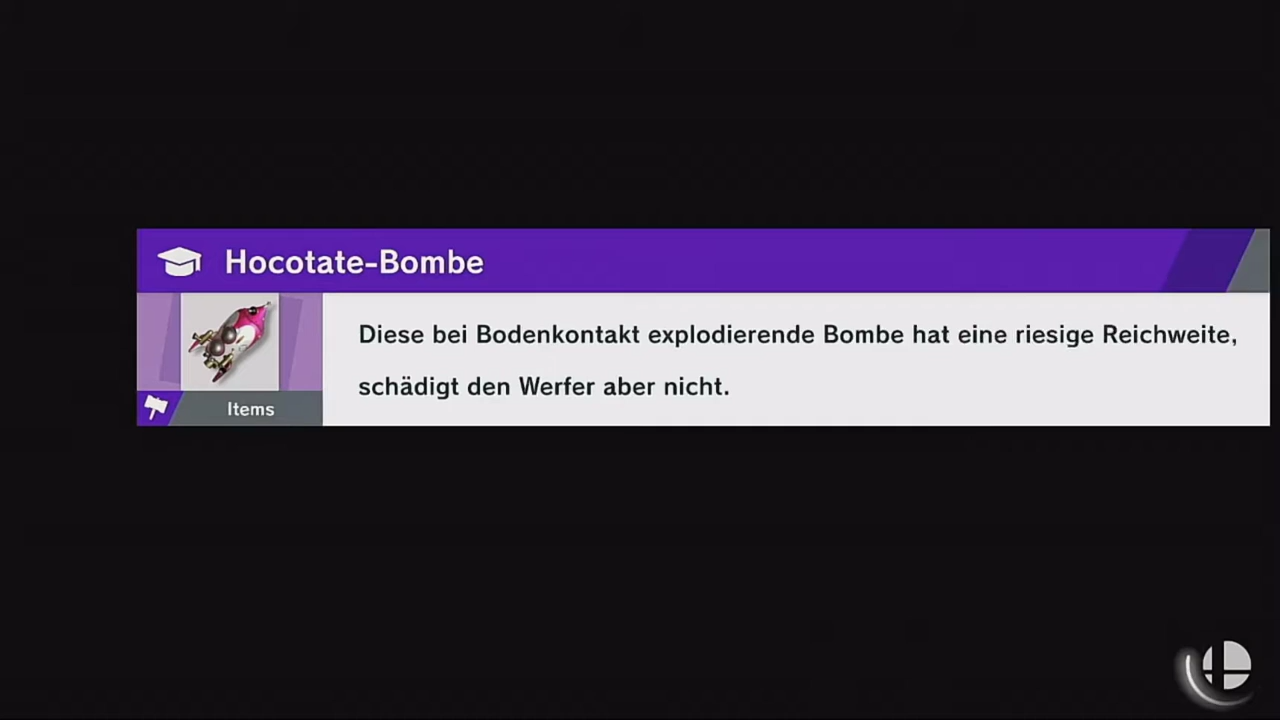 Hocotate-Bombe
Diese bei Bodenkontakt explodierende Bombe hat eine riesige Reichweite,
schädigt den Werfer aber nicht.
Items